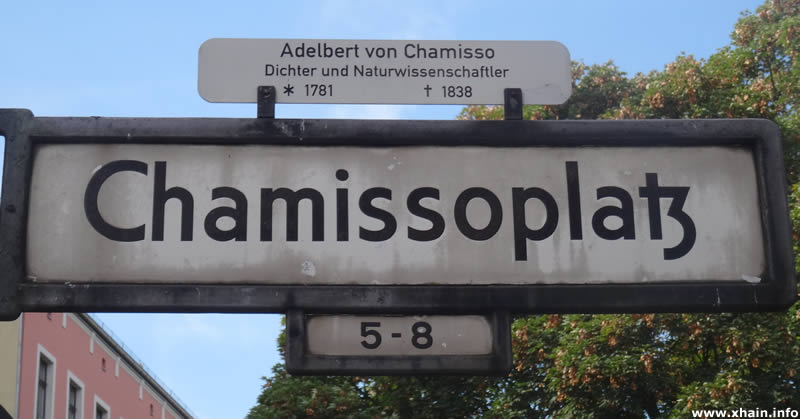 Adelbert von Chamisso
Dichter und Naturwissenschaftler
* 1781 † 1838
Chamissoplatz
5 - 8
www.xhain.info